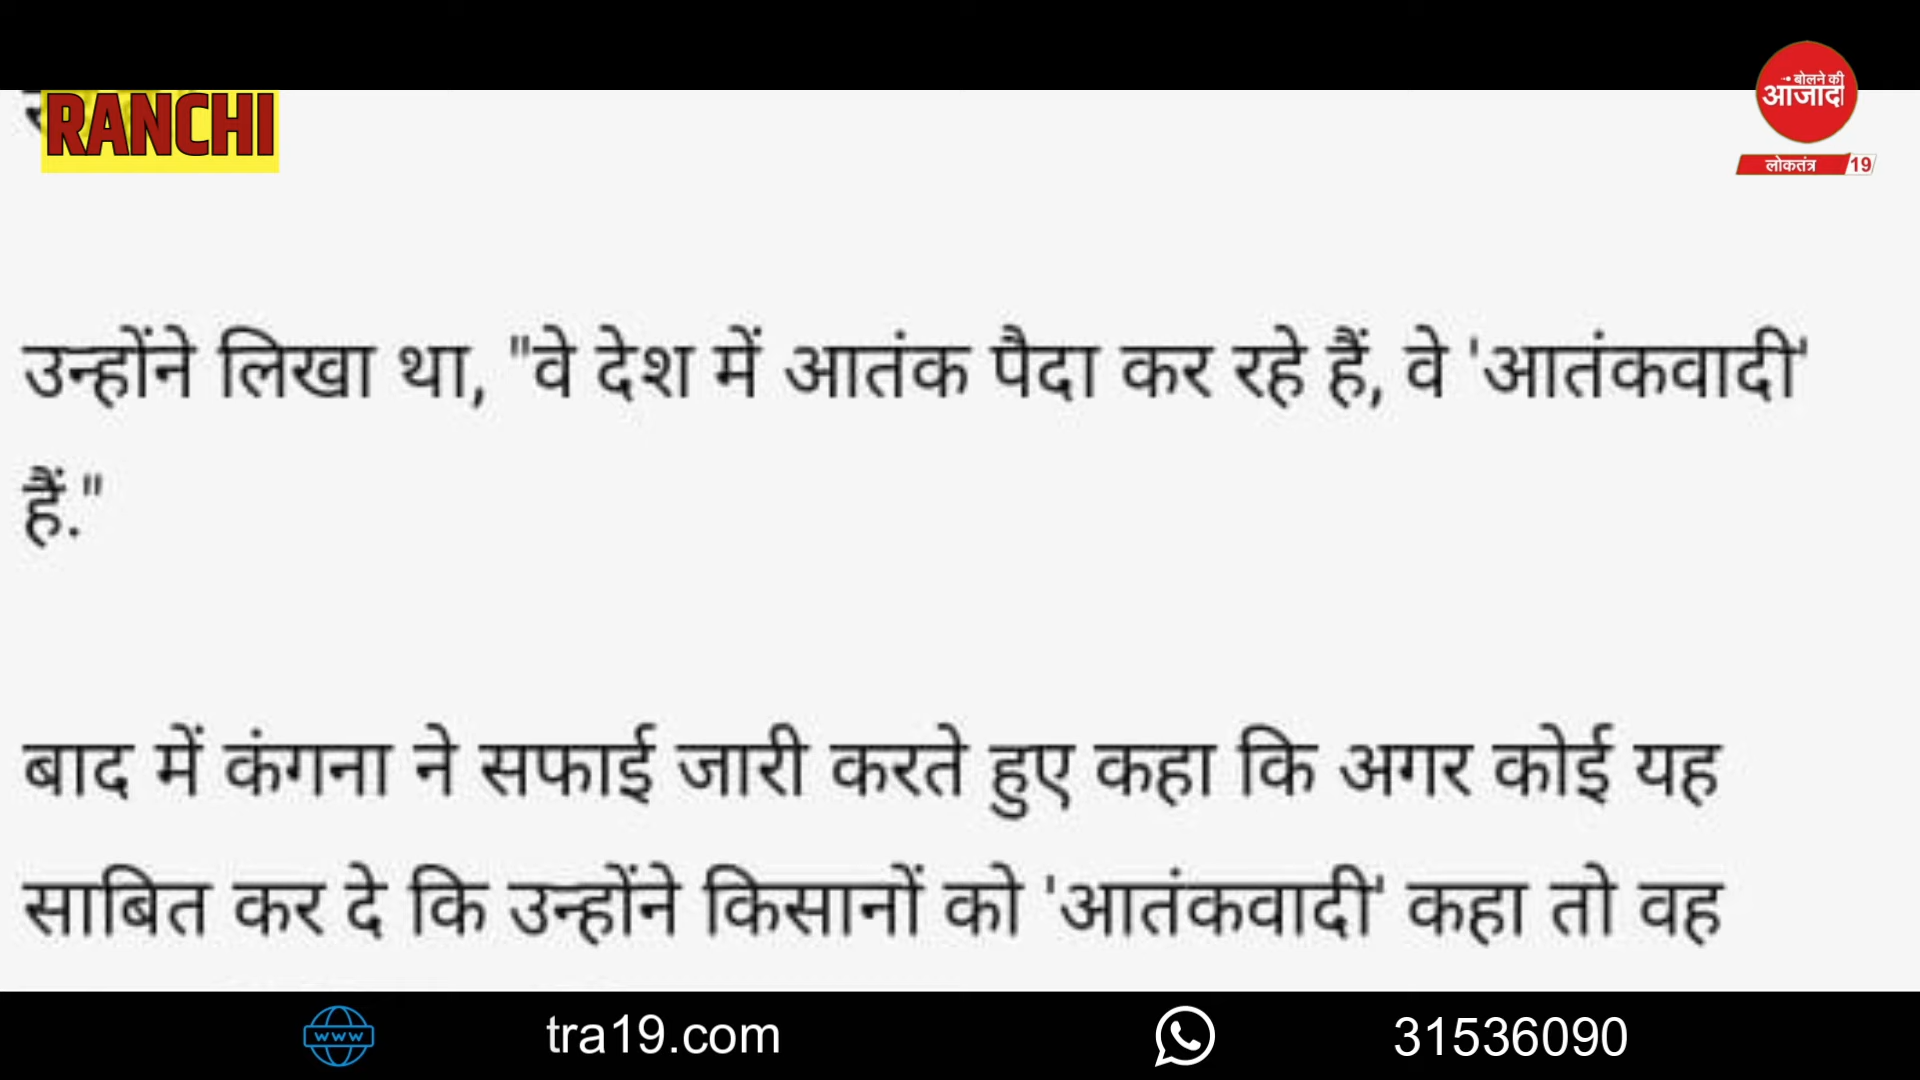 RANCHI
बोलने की
आजादी
लोकतंत्र 19
उन्होंने लिखा था, "वे देश में आतंक पैदा कर रहे हैं, वे 'आतंकवादी'
हैं."
बाद में कंगना ने सफाई जारी करते हुए कहा कि अगर कोई यह
साबित कर दे कि उन्होंने किसानों को 'आतंकवादी' कहा तो वह
www tra19.com 31536090